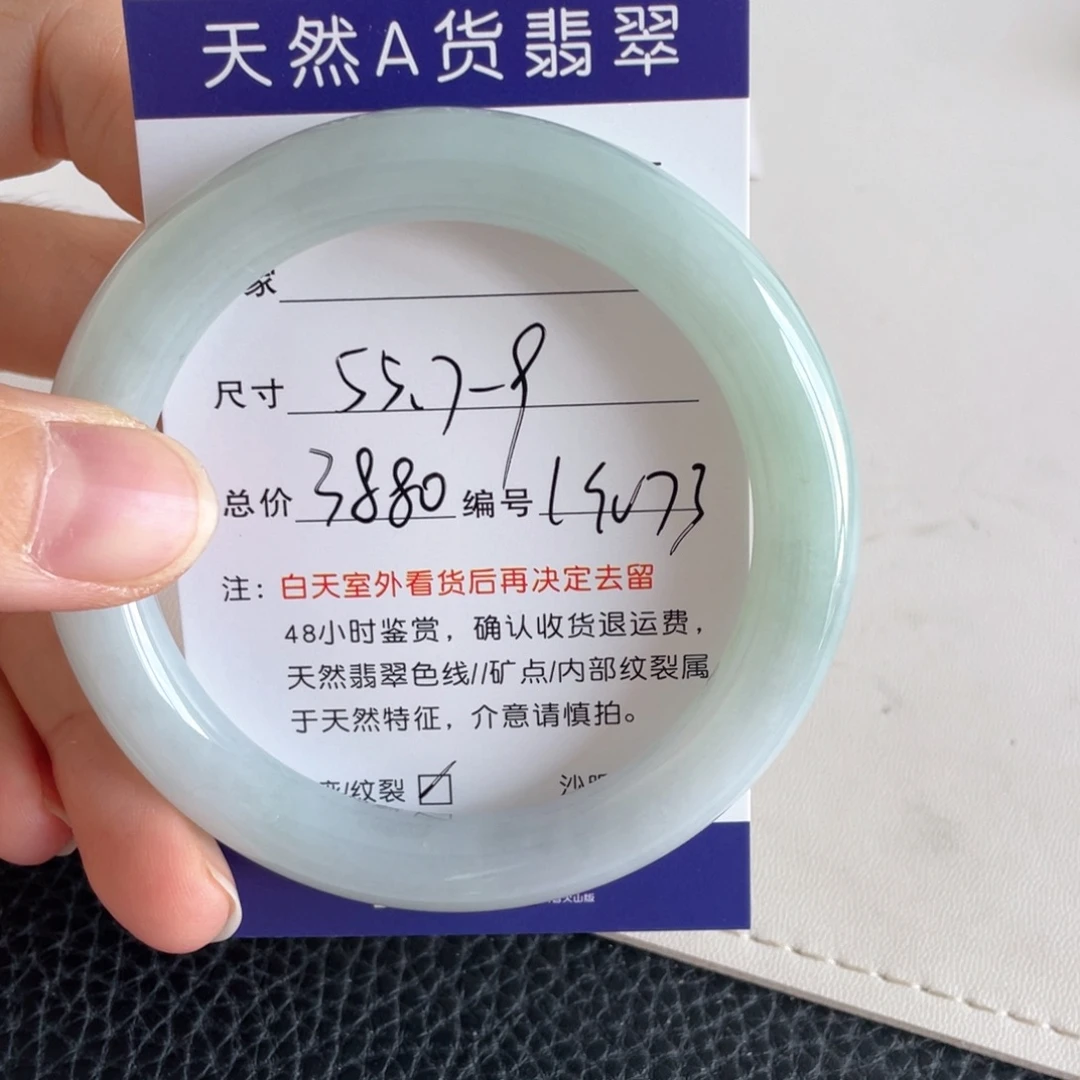 天然A货翡翠
家
尺寸 55.7-9
总价 3880 编号
注：白天室外看货后再决定去留
48小时鉴赏，确认收货退运费，
天然翡翠色线//矿点/内部纹裂属
于天然特征，介意请慎拍。
/纹裂